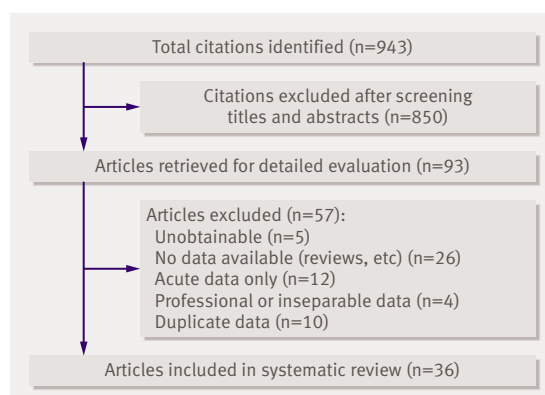 Total citations identified (n=943)
Citations excluded after screening
titles and abstracts (n=850)
Articles retrieved for detailed evaluation (n=93)
Articles excluded (n=57):
Unobtainable (n=5)
No data available (reviews, etc) (n=26)
Acute data only (n=12)
Professional or inseparable data (n=4)
Duplicate data (n=10)
Articles included in systematic review (n=36)